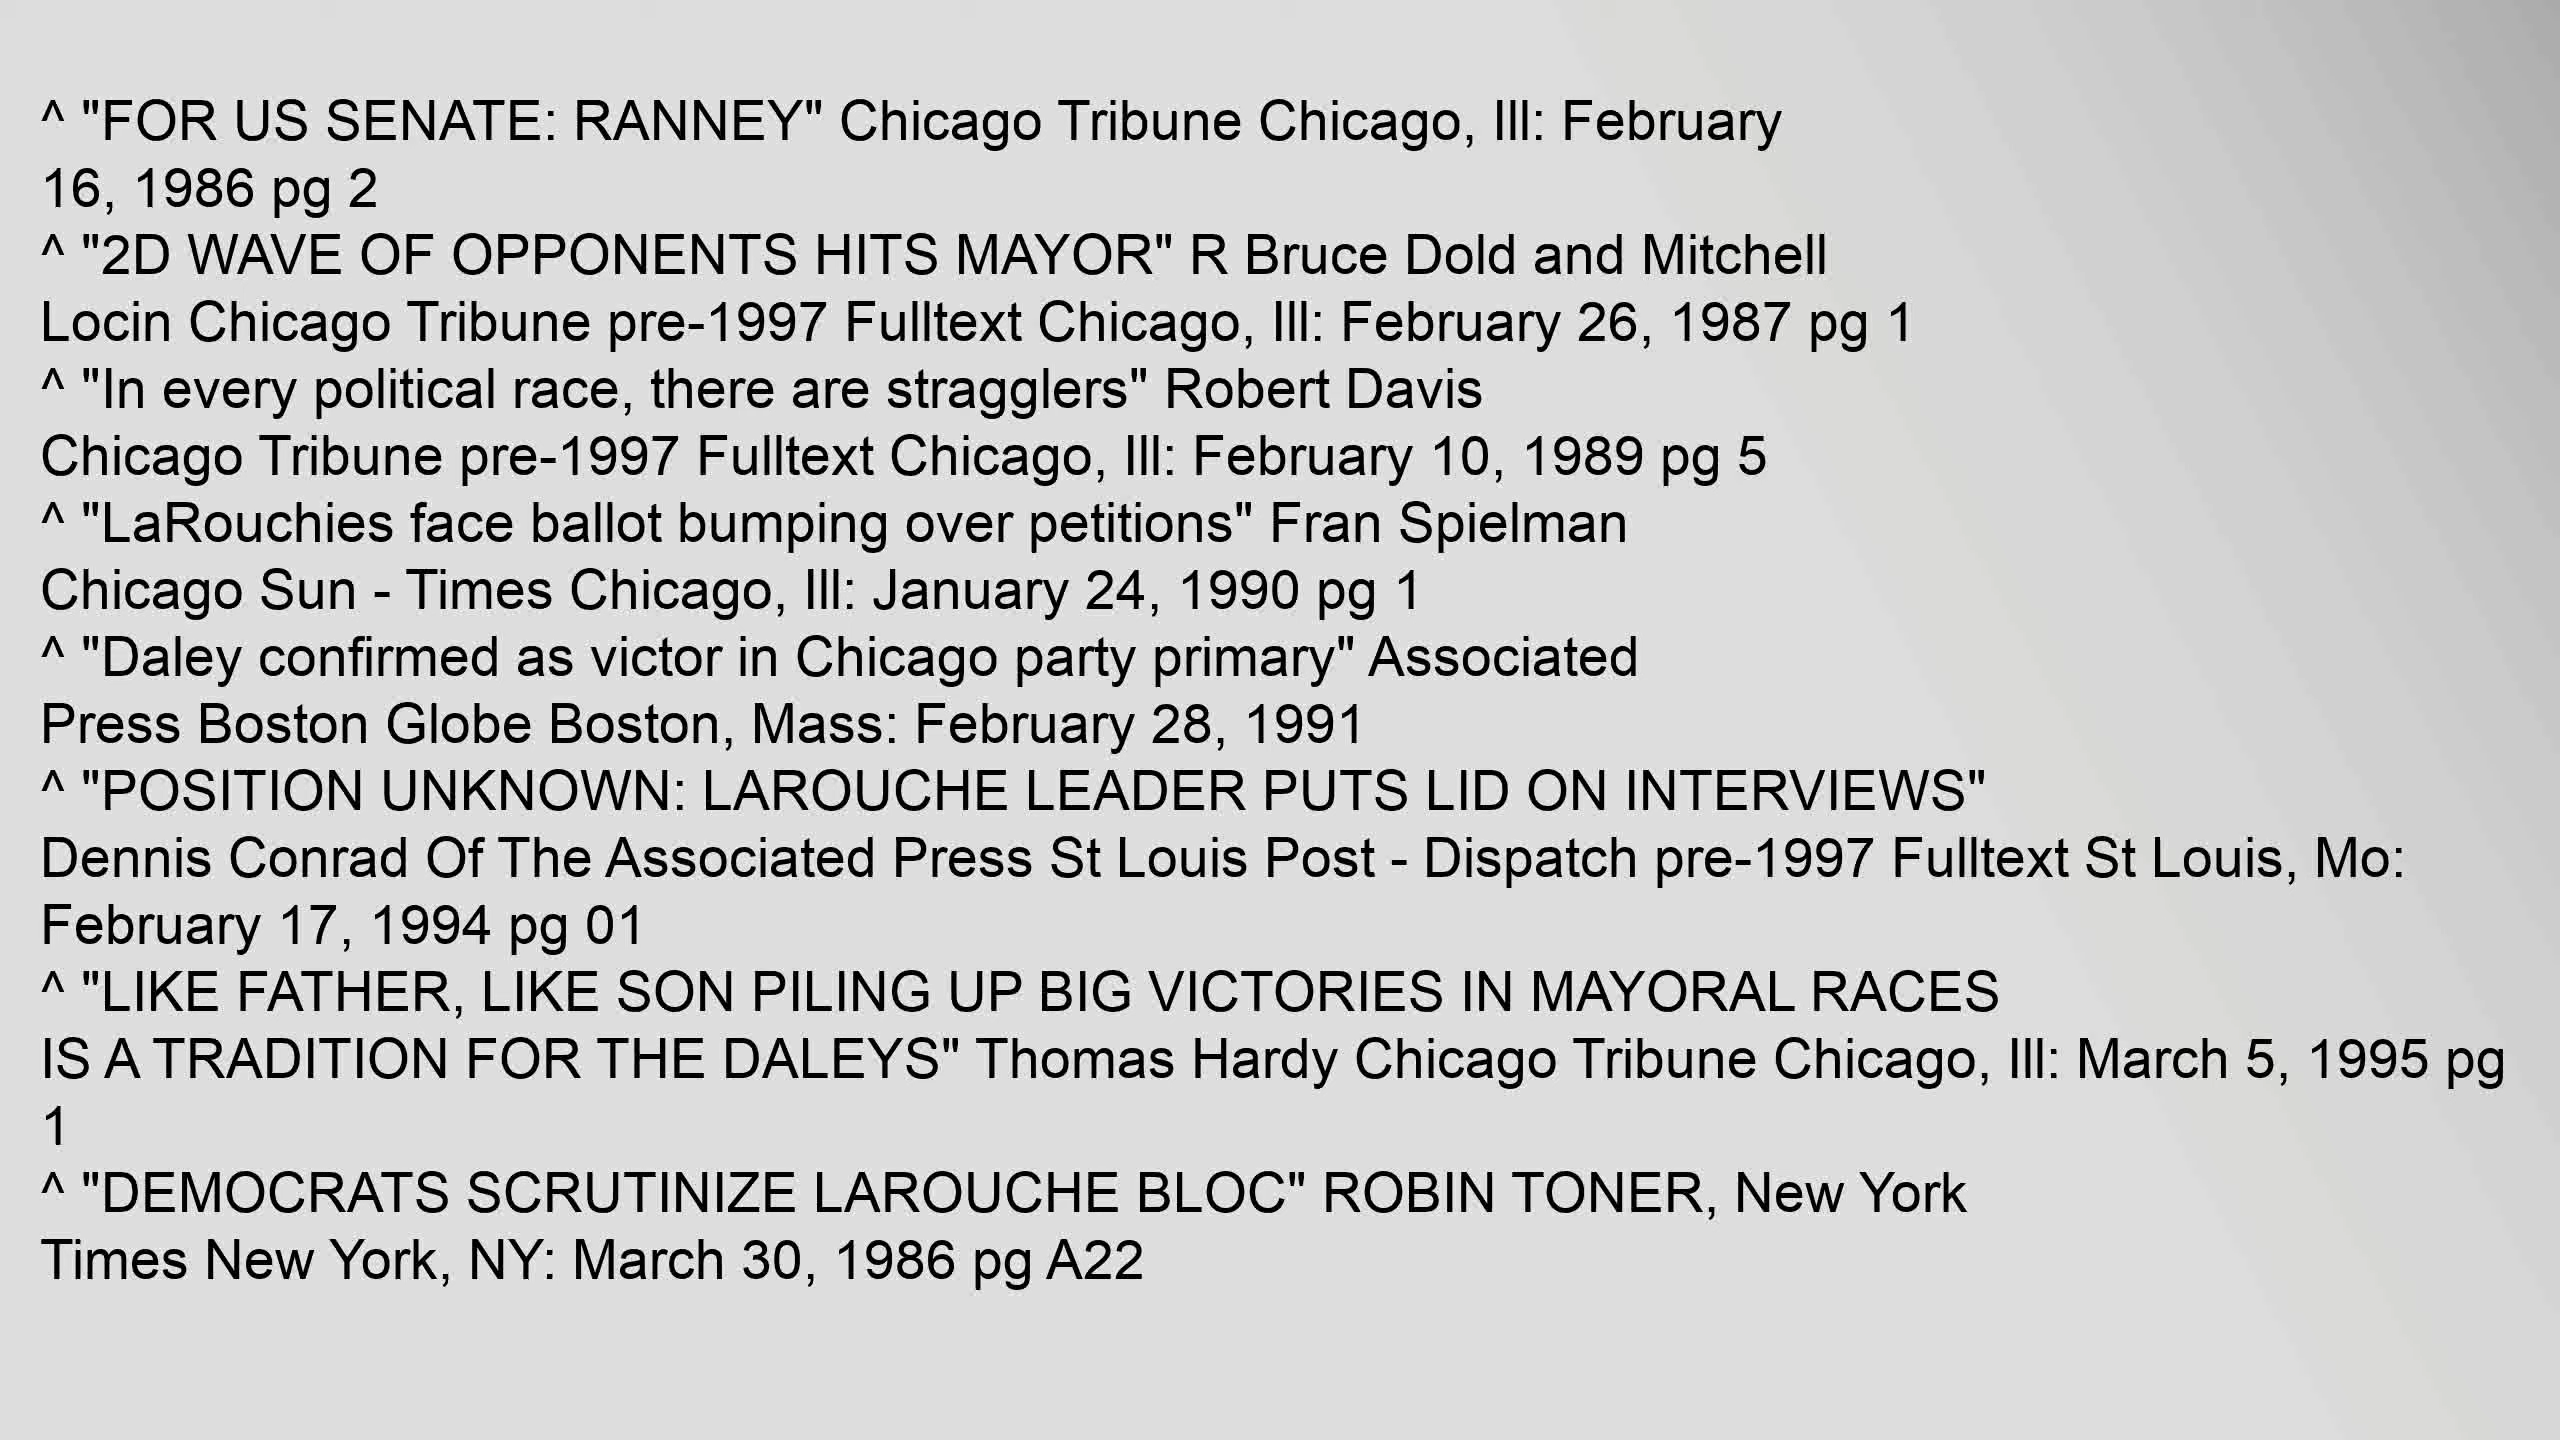 ^ "FOR US SENATE: RANNEY" Chicago Tribune Chicago, Ill: February
16, 1986 pg 2
^ "2D WAVE OF OPPONENTS HITS MAYOR" R Bruce Dold and Mitchell
Locin Chicago Tribune pre-1997 Fulltext Chicago, Ill: February 26, 1987 pg 1
^ "In every political race, there are stragglers" Robert Davis
Chicago Tribune pre-1997 Fulltext Chicago, Ill: February 10, 1989 pg 5
^ "LaRouchies face ballot bumping over petitions" Fran Spielman
Chicago Sun - Times Chicago, Ill: January 24, 1990 pg 1
^ "Daley confirmed as victor in Chicago party primary" Associated
Press Boston Globe Boston, Mass: February 28, 1991
^ "POSITION UNKNOWN: LAROUCHE LEADER PUTS LID ON INTERVIEWS"
Dennis Conrad Of The Associated Press St Louis Post - Dispatch pre-1997 Fulltext St Louis, Mo:
February 17, 1994 pg 01
^ "LIKE FATHER, LIKE SON PILING UP BIG VICTORIES IN MAYORAL RACES
IS A TRADITION FOR THE DALEYS" Thomas Hardy Chicago Tribune Chicago, Ill: March 5, 1995 pg
1
^ "DEMOCRATS SCRUTINIZE LAROUCHE BLOC" ROBIN TONER, New York
Times New York, NY: March 30, 1986 pg A22